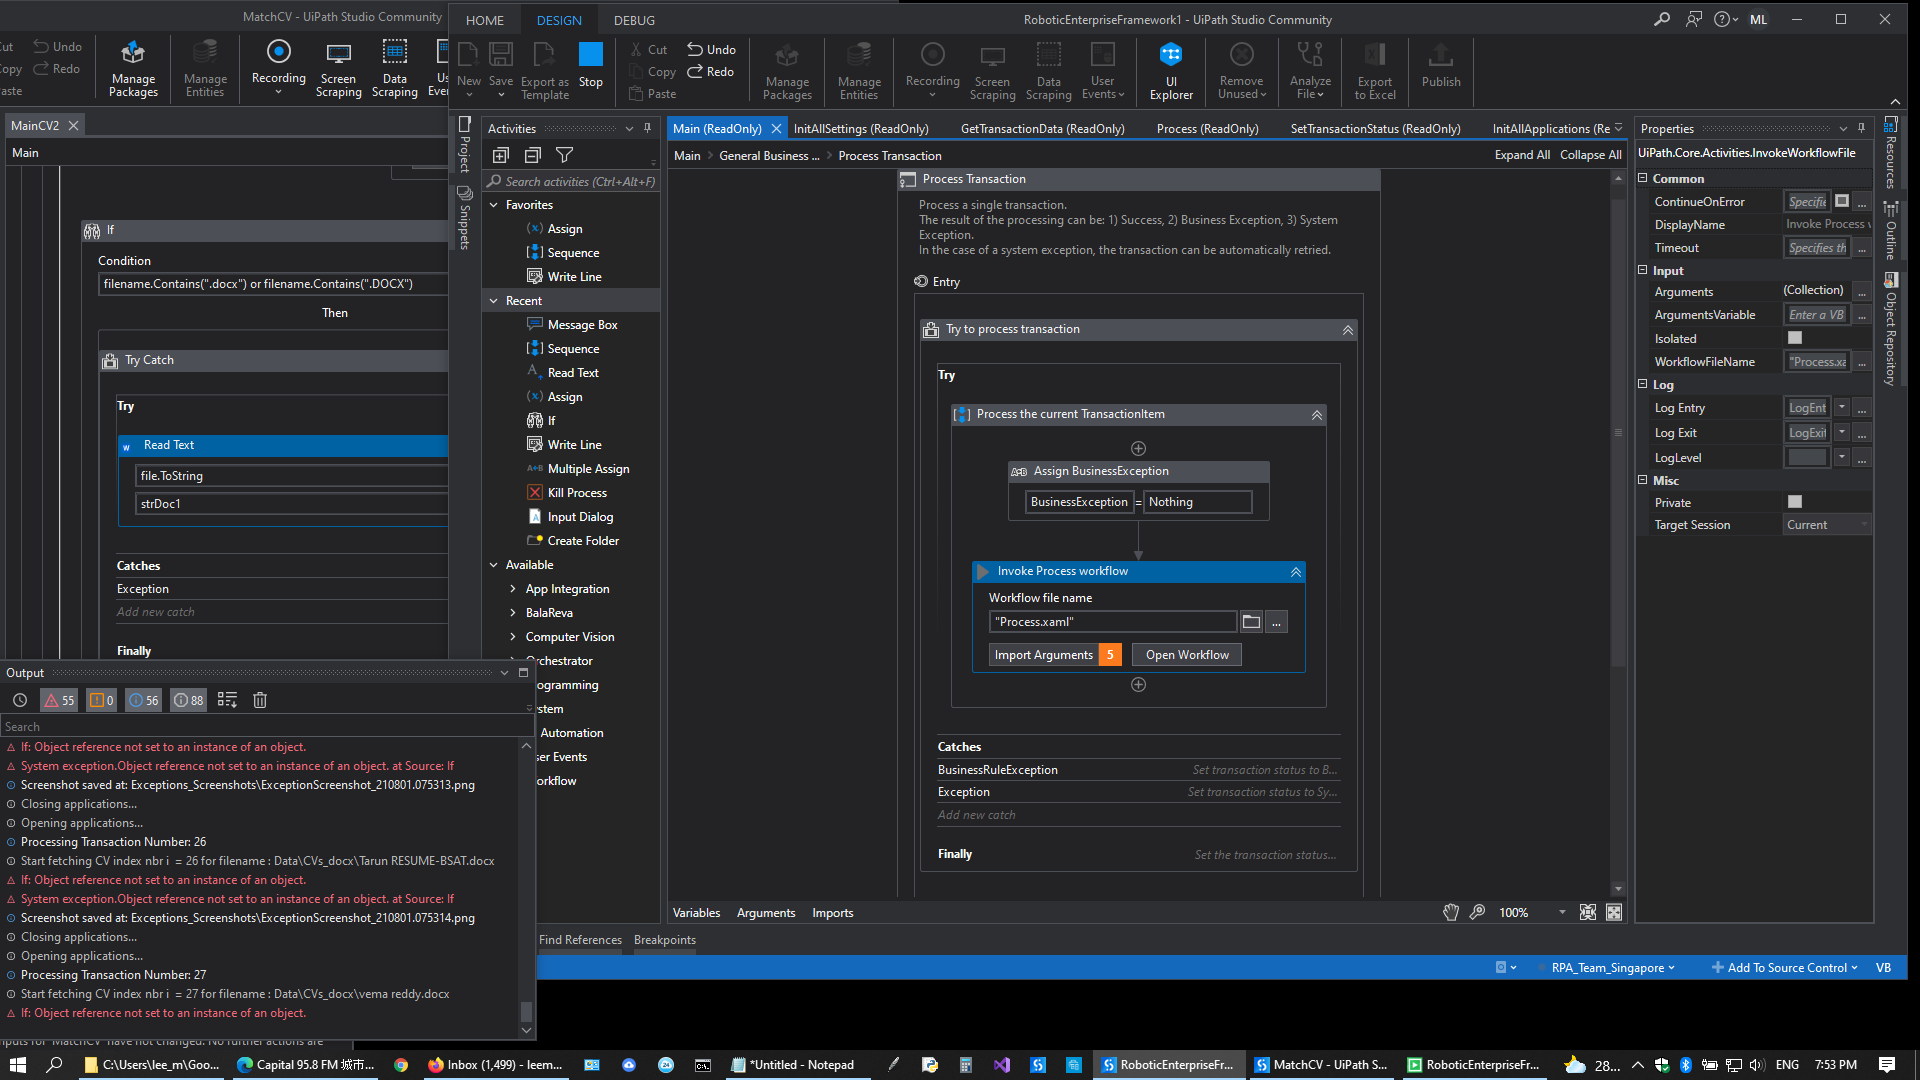 MatchCV - UiPath Studio Community
Undo
Redo
Manage Packages
Manage Entities
Recording
Screen Scraping
Data Scraping
MainCV2
Main
If
Condition
filename.Contains(".docx") or filename.Contains(".DOCX")
Then
Try Catch
Try
Read Text
file.ToString
strDoc1
Catches
Exception
Add new catch
Finally
HOME
DESIGN
DEBUG
RoboticEnterpriseFramework1 - UiPath Studio Community
ML
New
Save
Export as Template
Stop
Cut
Copy
Paste
Undo
Redo
Manage Packages
Manage Entities
Recording
Screen Scraping
Data Scraping
User Events
UI Explorer
Remove Unused
Analyze File
Export to Excel
Publish
Project
Snippets
Activities
Search activities (Ctrl+Alt+F)
Favorites
Assign
Sequence
Write Line
Recent
Message Box
Sequence
Read Text
Assign
If
Write Line
Multiple Assign
Kill Process
Input Dialog
Create Folder
Available
App Integration
BalaReva
Computer Vision
Orchestrator
ogramming
stem
Automation
ser Events
orkflow
Main (ReadOnly)
InitAllSettings (ReadOnly)
GetTransactionData (ReadOnly)
Process (ReadOnly)
SetTransactionStatus (ReadOnly)
InitAllApplications (Re
Main > General Business ... > Process Transaction
Expand All
Collapse All
Process Transaction
Process a single transaction.
The result of the processing can be: 1) Success, 2) Business Exception, 3) System
Exception.
In the case of a system exception, the transaction can be automatically retried.
Entry
Try to process transaction
Try
Process the current TransactionItem
A+B Assign BusinessException
BusinessException = Nothing
Invoke Process workflow
Workflow file name
"Process.xaml"
...
Import Arguments 5
Open Workflow
Catches
BusinessRuleException
Set transaction status to B...
Exception
Set transaction status to Sy...
Add new catch
Finally
Set the transaction status...
Variables
Arguments
Imports
100%
Find References
Breakpoints
RPA_Team_Singapore
Add To Source Control
VB
Properties
UiPath.Core.Activities.InvokeWorkflowFile
Common
ContinueOnError Specifie ...
DisplayName Invoke Process w
Timeout Specifies th ...
Input
Arguments (Collection) ...
ArgumentsVariable Enter a VB ...
Isolated
WorkflowFileName "Process.xa ...
Log
Log Entry LogEnt ...
Log Exit LogExit ...
LogLevel ...
Misc
Private
Target Session Current
Resources
Outline
Object Repository
Output
55
0
56
88
Search
If: Object reference not set to an instance of an object.
System exception.Object reference not set to an instance of an object. at Source: If
Screenshot saved at: Exceptions_Screenshots\ExceptionScreenshot_210801.075313.png
Closing applications...
Opening applications...
Processing Transaction Number: 26
Start fetching CV index nbr i = 26 for filename : Data\CVs_docx\Tarun RESUME-BSAT.docx
If: Object reference not set to an instance of an object.
System exception.Object reference not set to an instance of an object. at Source: If
Screenshot saved at: Exceptions_Screenshots\ExceptionScreenshot_210801.075314.png
Closing applications...
Opening applications...
Processing Transaction Number: 27
Start fetching CV index nbr i = 27 for filename : Data\CVs_docx\vema reddy.docx
If: Object reference not set to an instance of an object.
C:\Users\lee_m\Goo...
Capital 95.8 FM 城市...
Inbox (1,499) - leem...
*Untitled - Notepad
RoboticEnterpriseFr...
MatchCV - UiPath S...
RoboticEnterpriseFr...
28...
ENG
7:53 PM